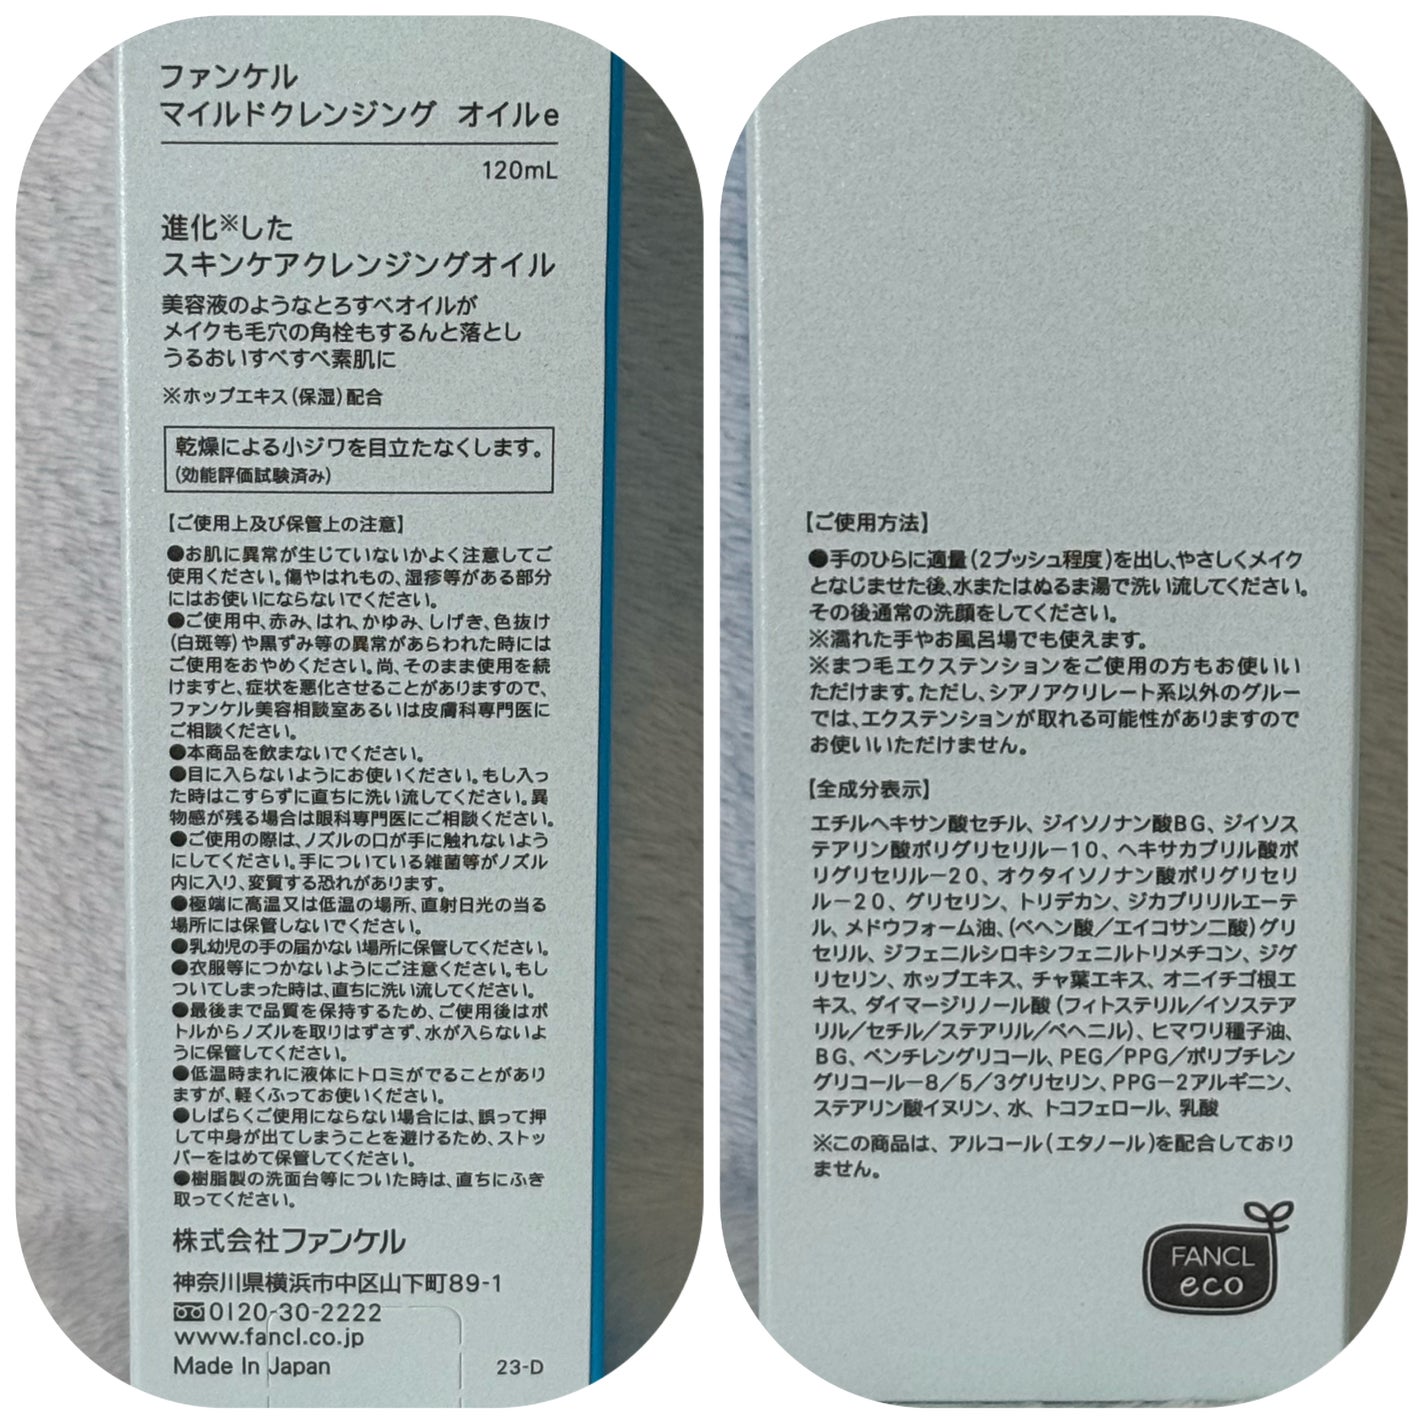 ファンケル
マイルドクレンジング オイルe
120mL
進化※した
スキンケアクレンジングオイル
美容液のようなとろすべオイルが
メイクも毛穴の角栓もするんと落とし
うるおいすべすべ素肌に
※ホップエキス(保湿)配合
乾燥による小ジワを目立たなくします。
(効能評価試験済み)
【ご使用上及び保管上の注意】
●お肌に異常が生じていないかよく注意してご
使用ください。傷やはれもの、湿疹等がある部分
にはお使いにならないでください。
●ご使用中、赤み、はれ、かゆみ、しげき、色抜け
(白斑等)や黒ずみ等の異常があらわれた時には
ご使用をおやめください。尚、そのまま使用を続
けますと、症状を悪化させることがありますので、
ファンケル美容相談室あるいは皮膚科専門医に
ご相談ください。
●本商品を飲まないでください。
●目に入らないようにお使いください。もし入っ
た時はこすらずに直ちに洗い流してください。異
物感が残る場合は眼科専門医にご相談ください。
●ご使用の際は、ノズルの口が手に触れないよう
にしてください。手についている雑菌等がノズル
内に入り、変質する恐れがあります。
●極端に高温又は低温の場所、直射日光の当る
場所には保管しないでください。
●乳幼児の手の届かない場所に保管してください。
●衣服等につかないようにご注意ください。もし
ついてしまった時は、直ちに洗い流してください。
●最後まで品質を保持するため、ご使用後はボ
トルからノズルを取りはずさず、水が入らないよ
うに保管してください。
●低温時まれに液体にトロミがでることがあり
ますが、軽くふってお使いください。
●しばらくご使用にならない場合には、誤って押
して中身が出てしまうことを避けるため、ストッ
パーをはめて保管してください。
●樹脂製の洗面台等についた時は、直ちにふき
取ってください。
株式会社ファンケル
神奈川県横浜市中区山下町89-1
0120-30-2222
www.fancl.co.jp
Made In Japan 23-D
【ご使用方法】
●手のひらに適量(2プッシュ程度)を出し、やさしくメイク
となじませた後、水またはぬるま湯で洗い流してください。
その後通常の洗顔をしてください。
※濡れた手やお風呂場でも使えます。
※まつ毛エクステンションをご使用の方もお使いい
ただけます。ただし、シアノアクリレート系以外のグルー
では、エクステンションが取れる可能性がありますので
お使いいただけません。
【全成分表示】
エチルヘキサン酸セチル、ジイソノナン酸BG、ジイソス
テアリン酸ポリグリセリル－10、ヘキサカプリル酸ポ
リグリセリル－20、オクタイソノナン酸ポリグリセリ
ル－20、グリセリン、トリデカン、ジカプリリルエーテ
ル、メドウフォーム油、(ベヘン酸／エイコサン二酸)グリ
セリル、ジフェニルシロキシフェニルトリメチコン、ジグ
リセリン、ホップエキス、チャ葉エキス、オニイチゴ根エ
キス、ダイマージリノール酸(フィトステリル／イソステア
リル／セチル／ステアリル／ベヘニル)、ヒマワリ種子油、
BG、ペンチレングリコール、PEG／PPG／ポリブチレン
グリコール－8／5／3グリセリン、PPG－2アルギニン、
ステアリン酸イヌリン、水、トコフェロール、乳酸
※この商品は、アルコール(エタノール)を配合しており
ません。
FANCL
eco